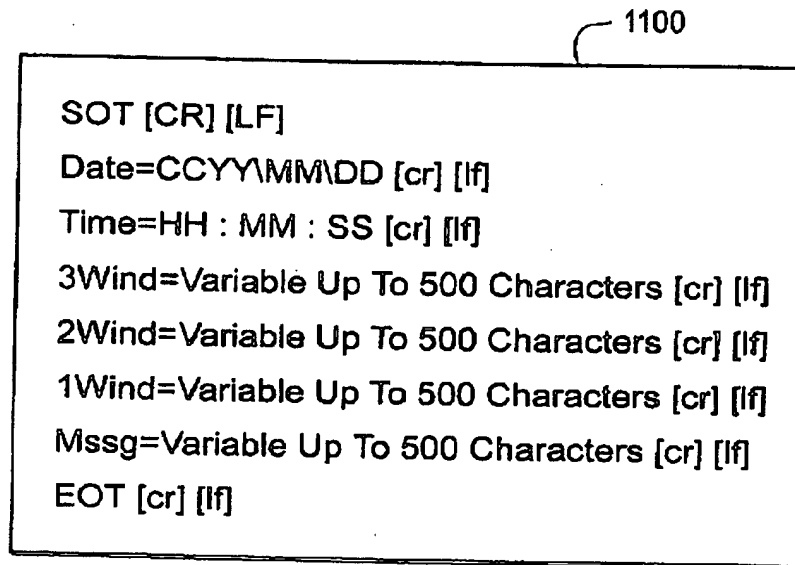 1100
SOT [CR] [LF]
Date=CCYY\MM\DD [cr] [lf]
Time=HH : MM : SS [cr] [lf]
3Wind=Variable Up To 500 Characters [cr] [lf]
2Wind=Variable Up To 500 Characters [cr] [lf]
1Wind=Variable Up To 500 Characters [cr] [lf]
Mssg=Variable Up To 500 Characters [cr] [lf]
EOT [cr] [lf]